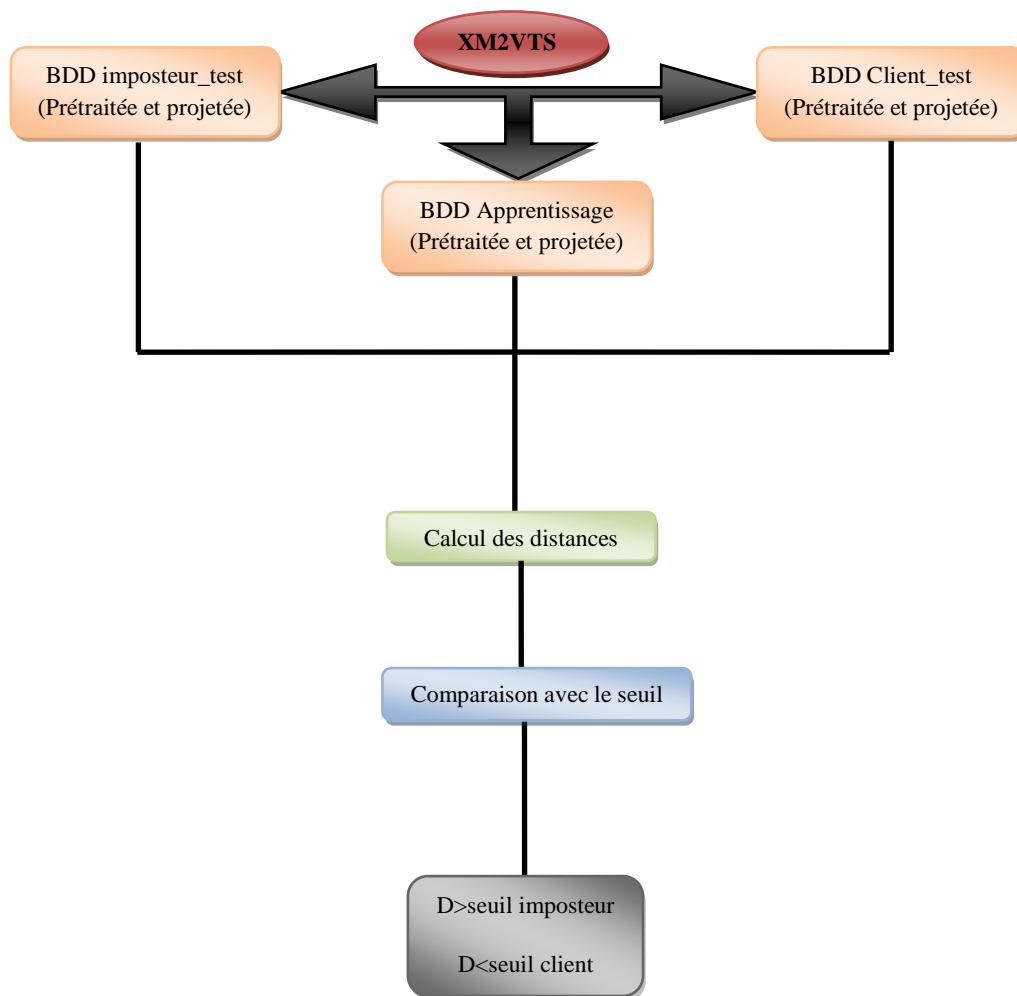 XM2VTS
BDD imposteur_test
(Prétraitée et projetée)
BDD Client_test
(Prétraitée et projetée)
BDD Apprentissage
(Prétraitée et projetée)
Calcul des distances
Comparaison avec le seuil
D>seuil imposteur
D<seuil client